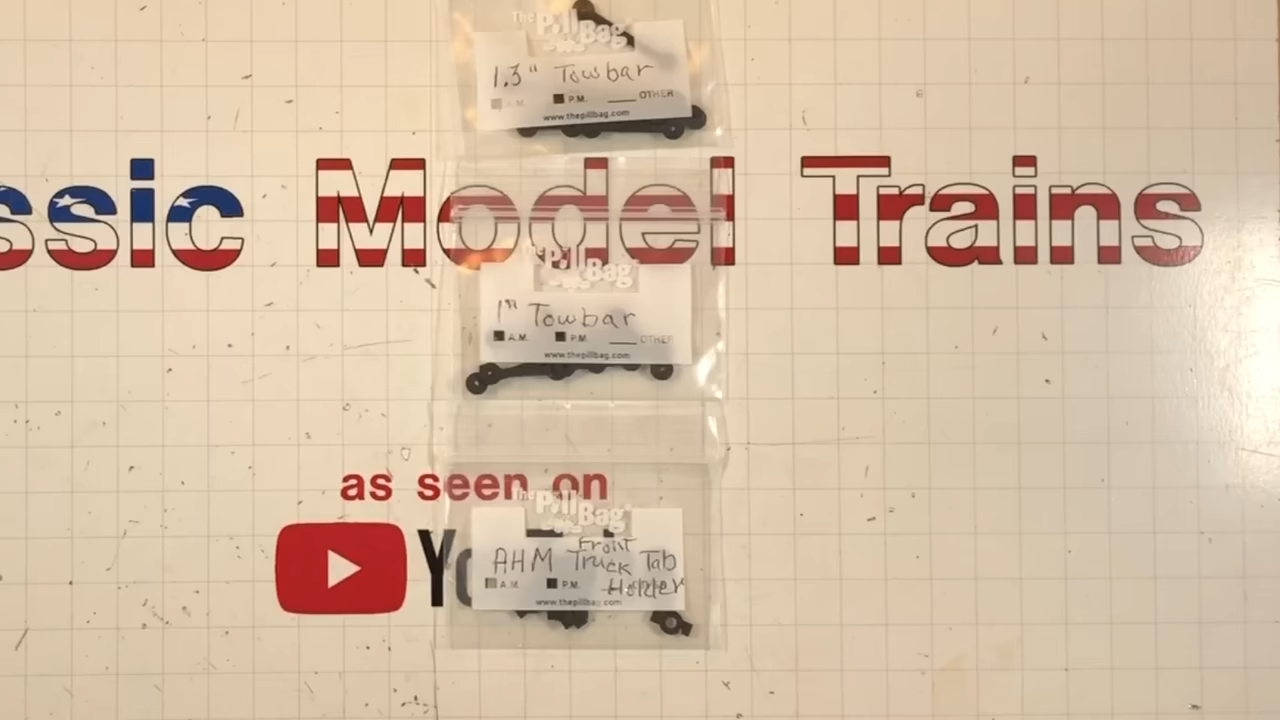 The Pill Bag
1.3" Towbar
A.M. P.M. OTHER
www.thepillbag.com
ssic Model Trains
The Pill Bag
1" Towbar
A.M. P.M. OTHER
www.thepillbag.com
as seen on
Yo
The Pill Bag
Front
AHM Truck Tab
Holder
A.M. P.M.
www.thepillbag.com